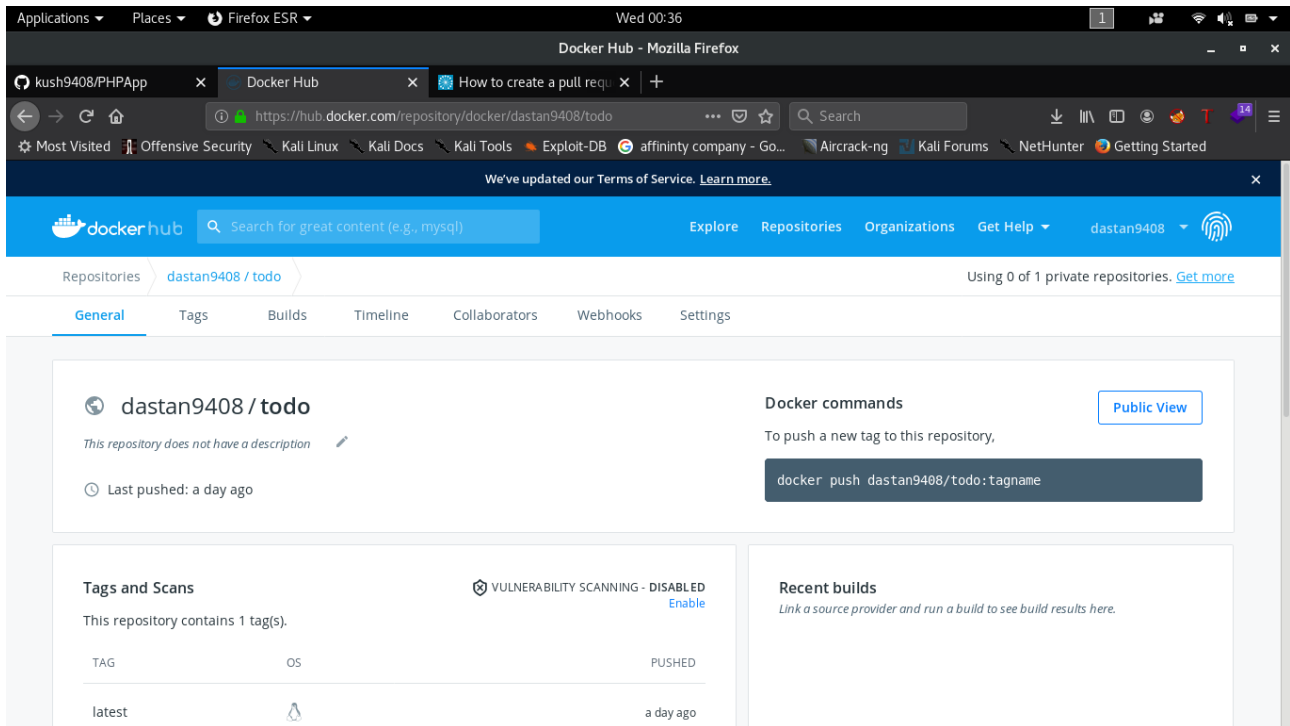 Applications Places Firefox ESR Wed 00:36 1
Docker Hub - Mozilla Firefox
kush9408/PHPApp Docker Hub How to create a pull requ
https://hub.docker.com/repository/docker/dastan9408/todo Search 14
Most Visited Offensive Security Kali Linux Kali Docs Kali Tools Exploit-DB affininty company - Go... Aircrack-ng Kali Forums NetHunter Getting Started
We've updated our Terms of Service. Learn more.
docker hub Search for great content (e.g., mysql) Explore Repositories Organizations Get Help dastan9408
Repositories dastan9408 / todo Using 0 of 1 private repositories. Get more
General Tags Builds Timeline Collaborators Webhooks Settings
dastan9408 / todo
This repository does not have a description
Last pushed: a day ago
Docker commands
Public View
To push a new tag to this repository,
docker push dastan9408/todo:tagname
Tags and Scans
VULNERABILITY SCANNING - DISABLED
Enable
This repository contains 1 tag(s).
TAG OS PUSHED
latest a day ago
Recent builds
Link a source provider and run a build to see build results here.